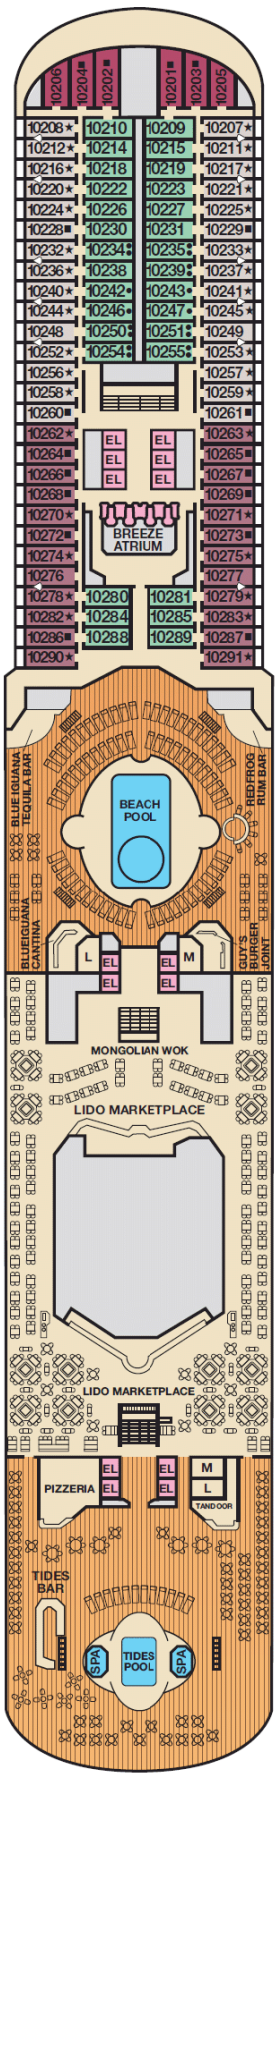 10206 10204■ 10202■ 10201■ 10203■ 10205
10208★ 10210 10209 10207★
10212★ 10214 10215 10211★
10216★ 10218 10219 10217★
10220★ 10222 10223 10221★
10224★ 10226 10227 10225★
10228■ 10230 10231 10229■
10232★ 10234 10235 10233★
10236★ 10238 10239 10237★
10240★ 10242• 10243• 10241★
10244★ 10246• 10247• 10245★
10248 10250 10251 10249
10252★ 10254 10255 10253★
10256★ 10257★
10258★ 10259★
10260■ 10261■
10262★ EL EL 10263★
10264■ EL EL 10265■
10266■ EL EL 10267■
10268■ 10269■
10270★ 10271★
10272■ BREEZE 10273■
10274★ ATRIUM 10275★
10276 10277
10278★ 10280 10281 10279★
10282★ 10284 10285 10283★
10286■ 10288 10289 10287■
10290★ 10291★
BLUE IGUANA
TEQUILA BAR
BEACH
POOL
REDFROG
RUM BAR
BLUEIGUANA
CANTINA
L EL EL M
GUY'S
BURGER
JOINT
EL EL
MONGOLIAN WOK
LIDO MARKETPLACE
LIDO MARKETPLACE
EL EL M
PIZZERIA EL EL L
TANDOOR
TIDES
BAR
SPA
TIDES
POOL
SPA